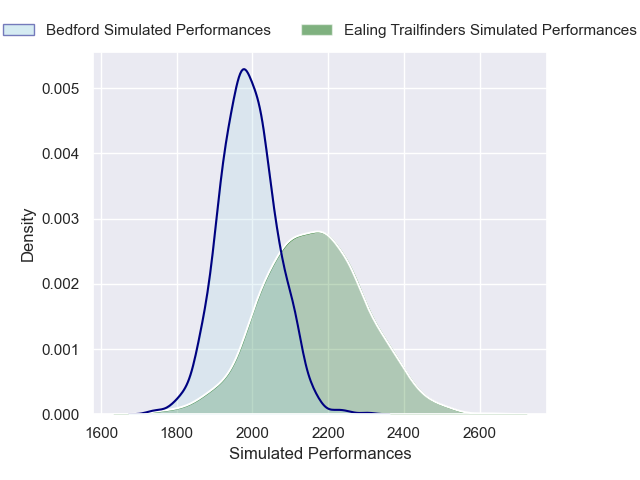 Bedford Simulated Performances
Ealing Trailfinders Simulated Performances
0.005
0.004
0.003
0.002
0.001
0.000
Density
1600 1800 2000 2200 2400 2600
Simulated Performances